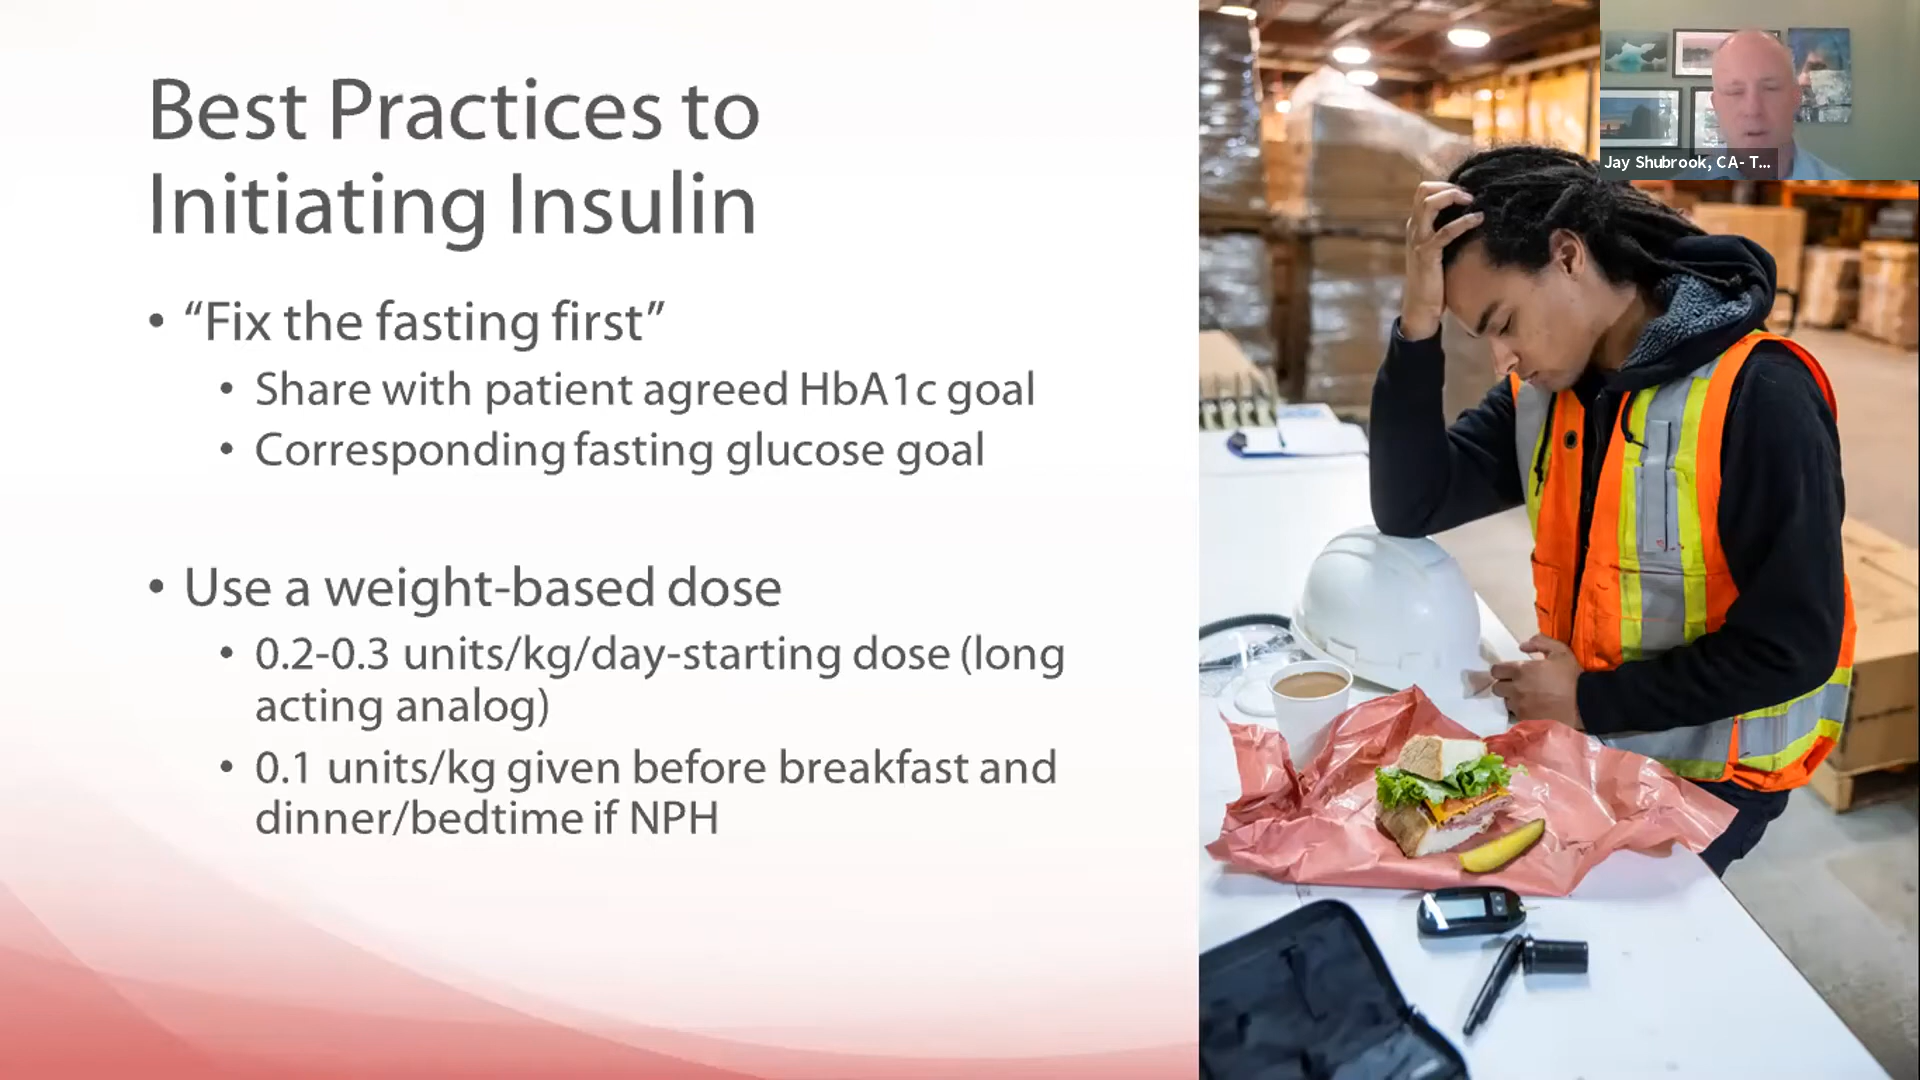 Best Practices to
Initiating Insulin
• “Fix the fasting first”
• Share with patient agreed HbA1c goal
• Corresponding fasting glucose goal
• Use a weight-based dose
• 0.2-0.3 units/kg/day-starting dose (long
acting analog)
• 0.1 units/kg given before breakfast and
dinner/bedtime if NPH
Jay Shubrook, CA- T...